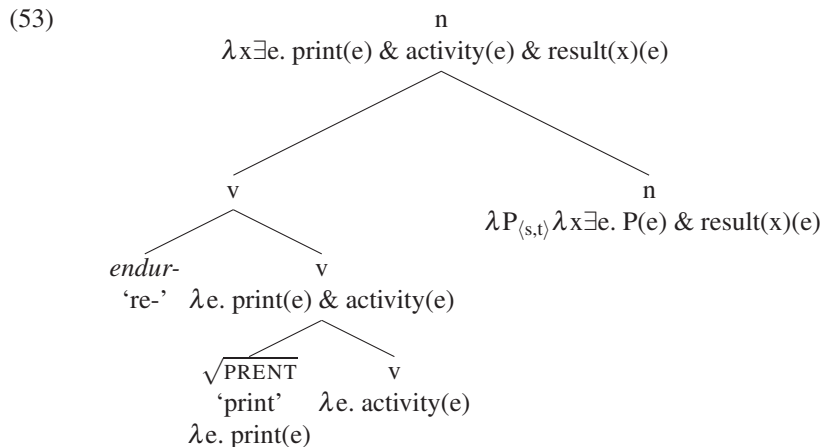 (53)
n
λx∃e. print(e) & activity(e) & result(x)(e)
v n
λP⟨s,t⟩λx∃e. P(e) & result(x)(e)
endur- v
‘re-’ λe. print(e) & activity(e)
√PRENT v
‘print’ λe. activity(e)
λe. print(e)